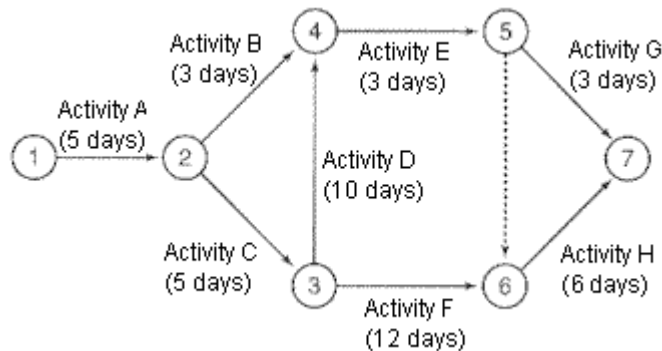 Activity B
(3 days)
4
Activity E
(3 days)
5
Activity G
(3 days)
Activity A
(5 days)
1
2
Activity D
(10 days)
7
Activity C
(5 days)
3
Activity F
(12 days)
6
Activity H
(6 days)